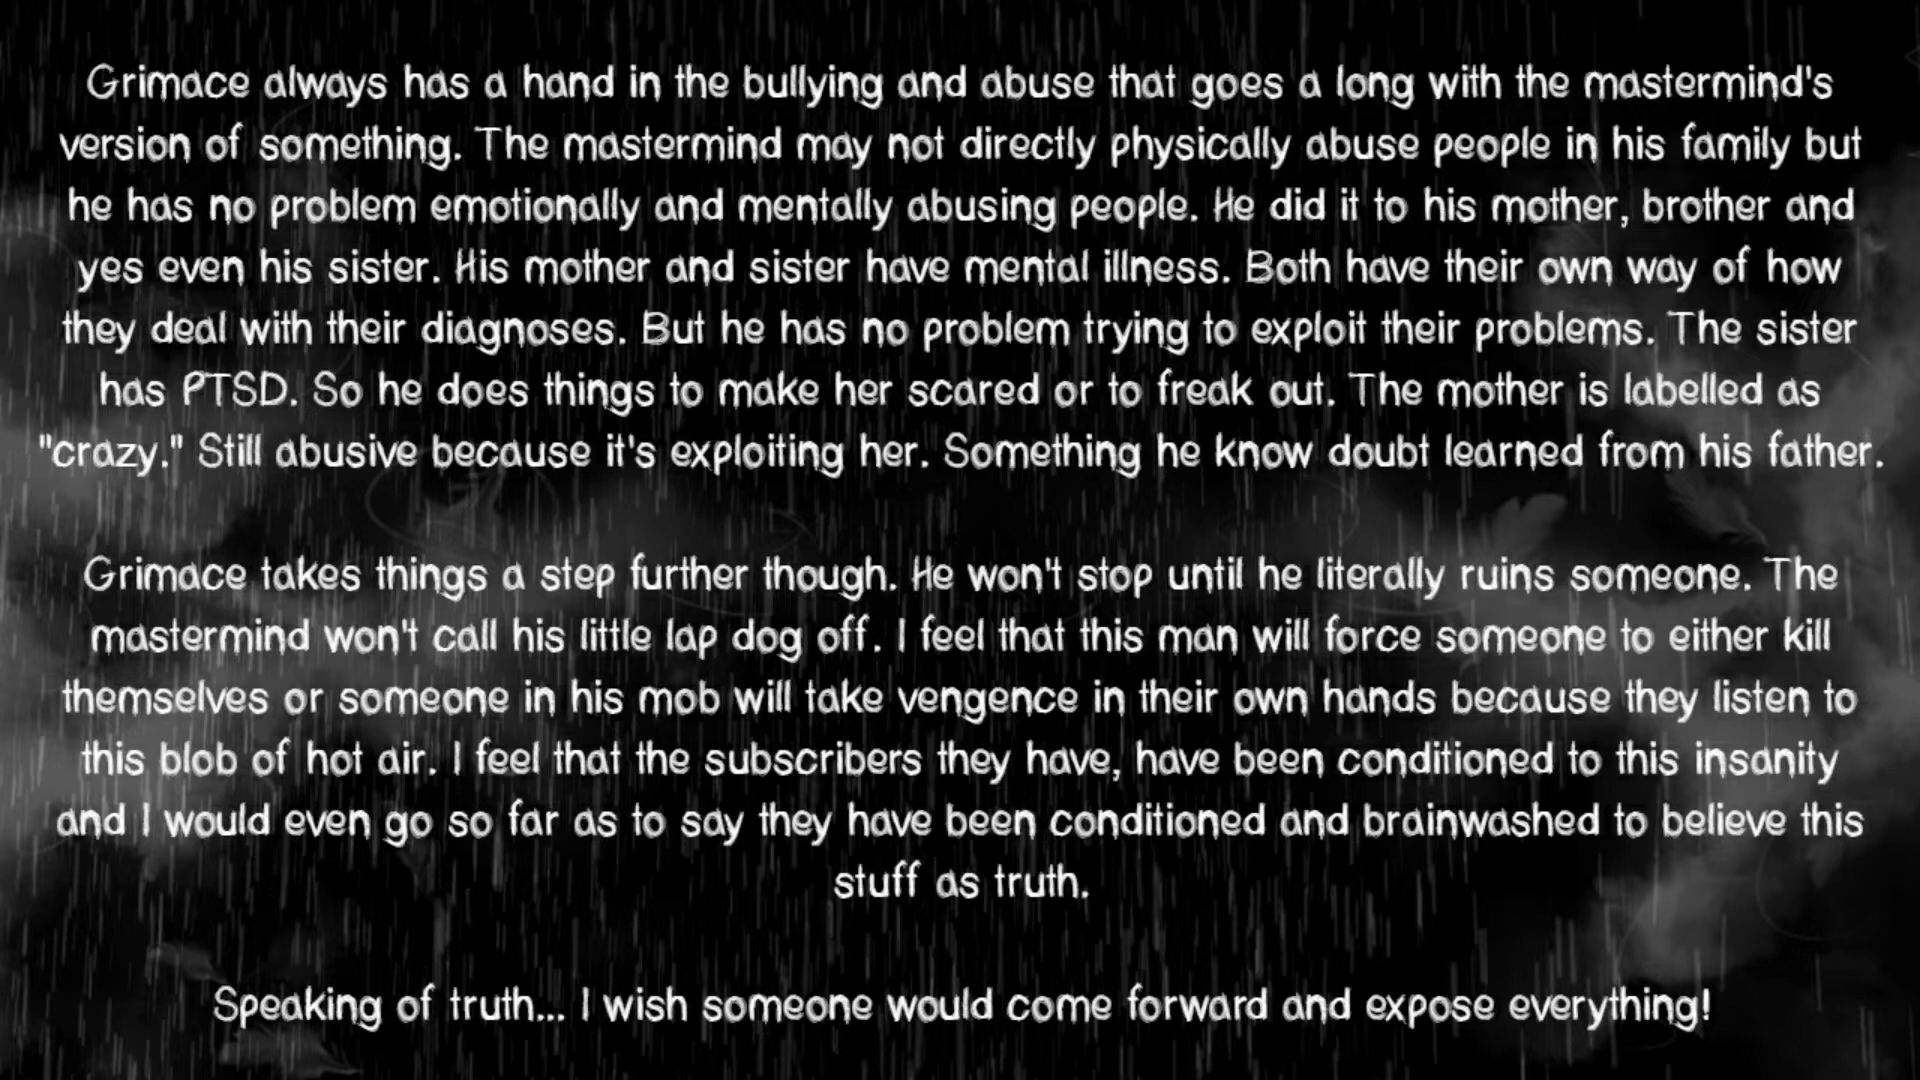 Grimace always has a hand in the bullying and abuse that goes a long with the mastermind's
version of something. The mastermind may not directly physically abuse people in his family but
he has no problem emotionally and mentally abusing people. He did it to his mother, brother and
yes even his sister. His mother and sister have mental illness. Both have their own way of how
they deal with their diagnoses. But he has no problem trying to exploit their problems. The sister
has PTSD. So he does things to make her scared or to freak out. The mother is labelled as
"crazy." Still abusive because it's exploiting her. Something he know doubt learned from his father.
Grimace takes things a step further though. He won't stop until he literally ruins someone. The
mastermind won't call his little lap dog off. I feel that this man will force someone to either kill
themselves or someone in his mob will take vengence in their own hands because they listen to
this blob of hot air. I feel that the subscribers they have, have been conditioned to this insanity
and I would even go so far as to say they have been conditioned and brainwashed to believe this
stuff as truth.
Speaking of truth... I wish someone would come forward and expose everything!